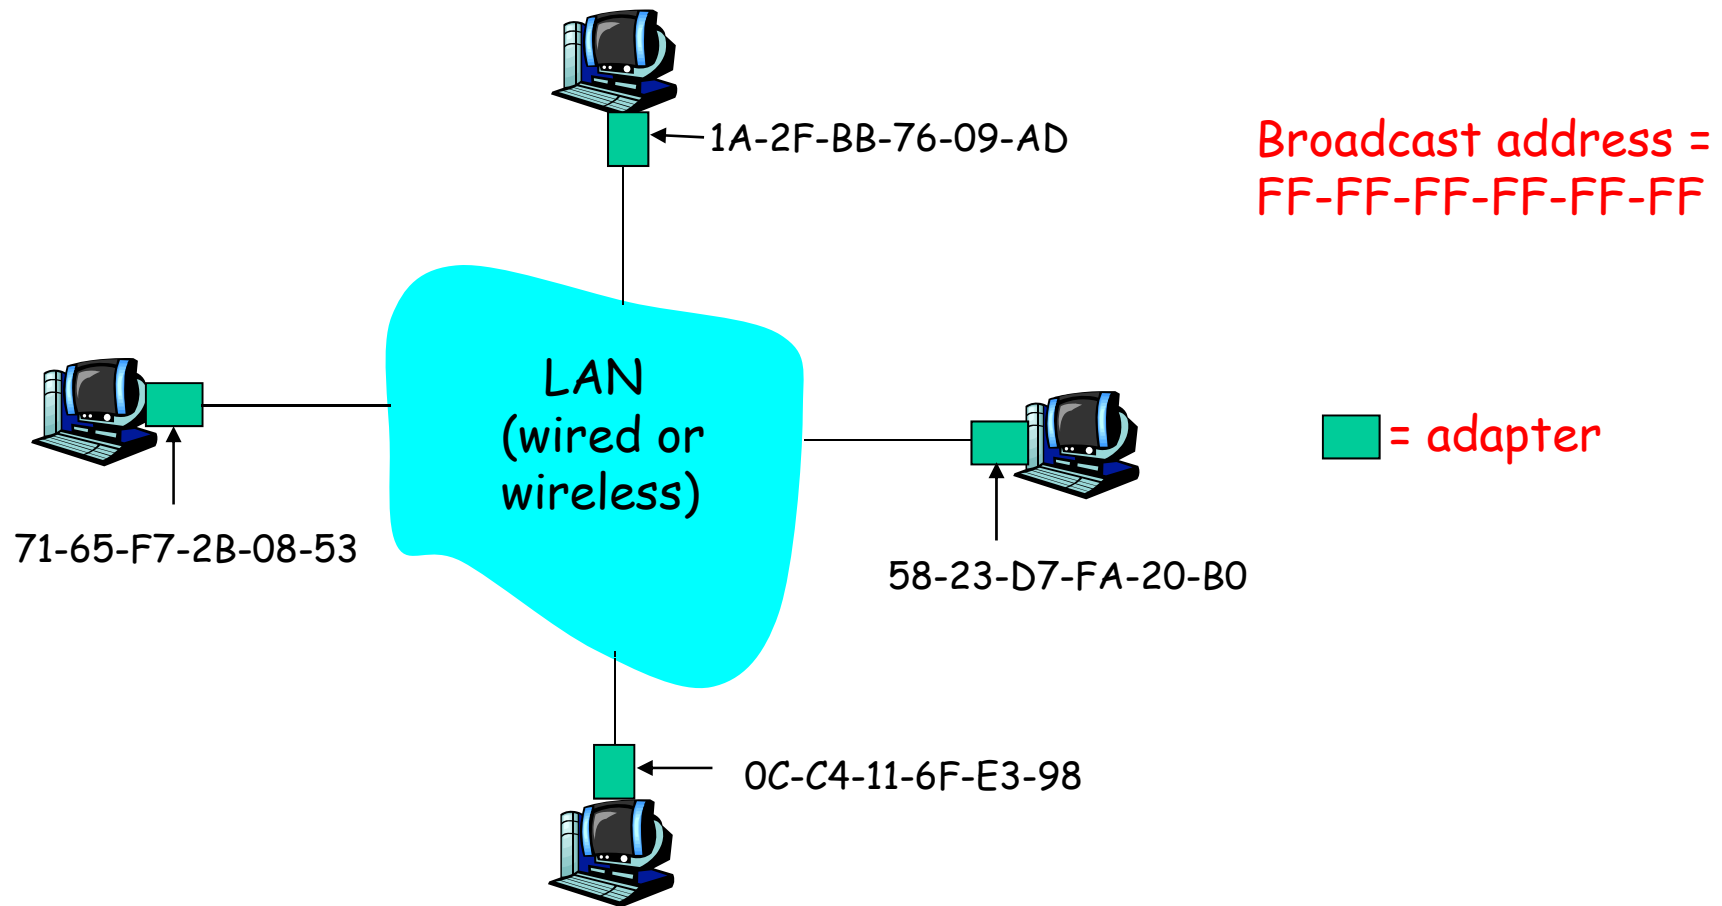 1A-2F-BB-76-09-AD
Broadcast address =
FF-FF-FF-FF-FF-FF
LAN
(wired or
wireless)
= adapter
71-65-F7-2B-08-53
58-23-D7-FA-20-B0
0C-C4-11-6F-E3-98